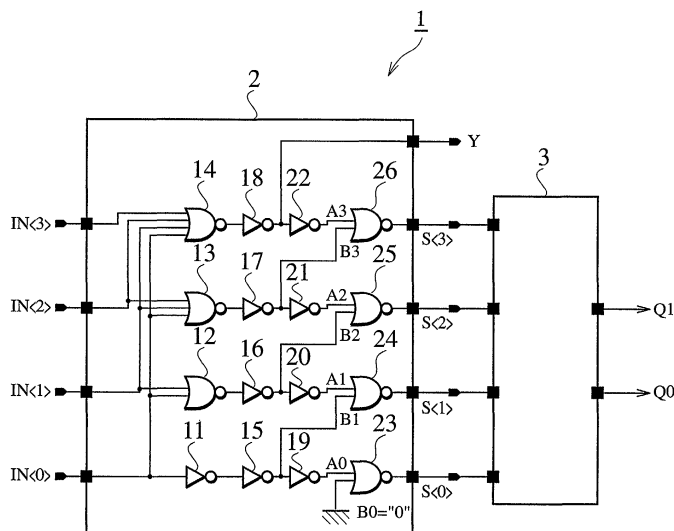 1
2
Y
14
18
22
26
3
IN<3>
A3
S<3>
B3
13
17
21
25
IN<2>
A2
S<2>
Q1
B2
12
16
20
24
IN<1>
A1
S<1>
Q0
B1
11
15
19
23
IN<0>
A0
S<0>
B0="0"